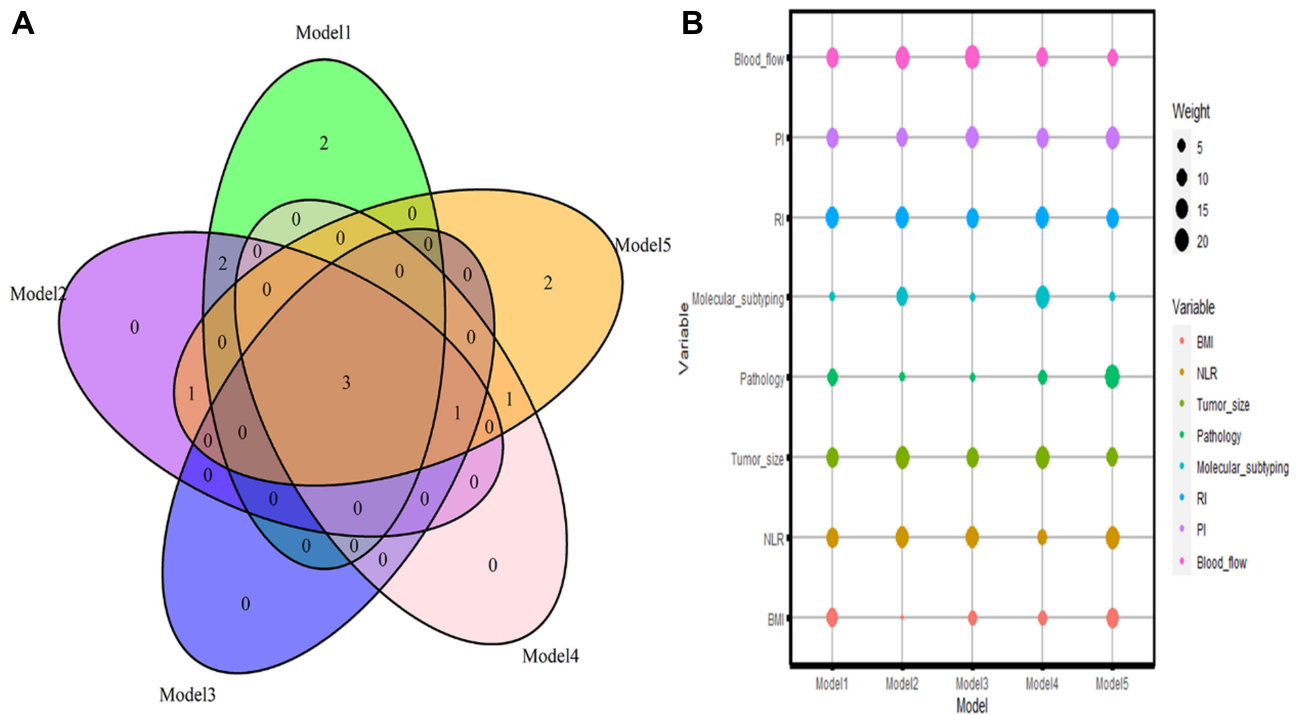 A
B
Model1
Model5
Model2
Model4
Model3
2
0
0
0
0
0
2
0
0
2
0
0
0
0
0
3
1
1
1
0
0
0
0
0
0
0
0
0
0
0
0
0
0
Variable
Blood_flow
PI
RI
Molecular_subtyping
Pathology
Tumor_size
NLR
BMI
Model1 Model2 Model3 Model4 Model5
Model
Weight
5
10
15
20
Variable
BMI
NLR
Tumor_size
Pathology
Molecular_subtyping
RI
PI
Blood_flow